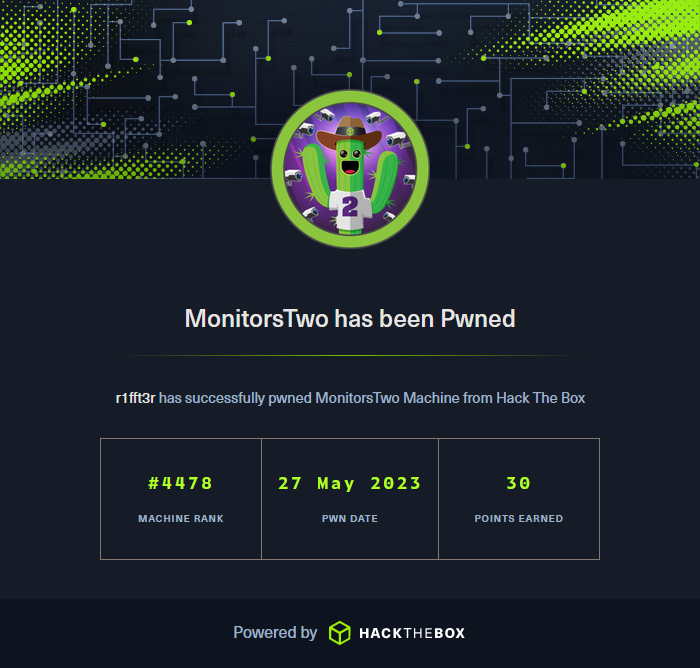 2
MonitorsTwo has been Pwned
r1fft3r has successfully pwned MonitorsTwo Machine from Hack The Box
#4478 27 May 2023 30
MACHINE RANK PWN DATE POINTS EARNED
Powered by HACKTHEBOX